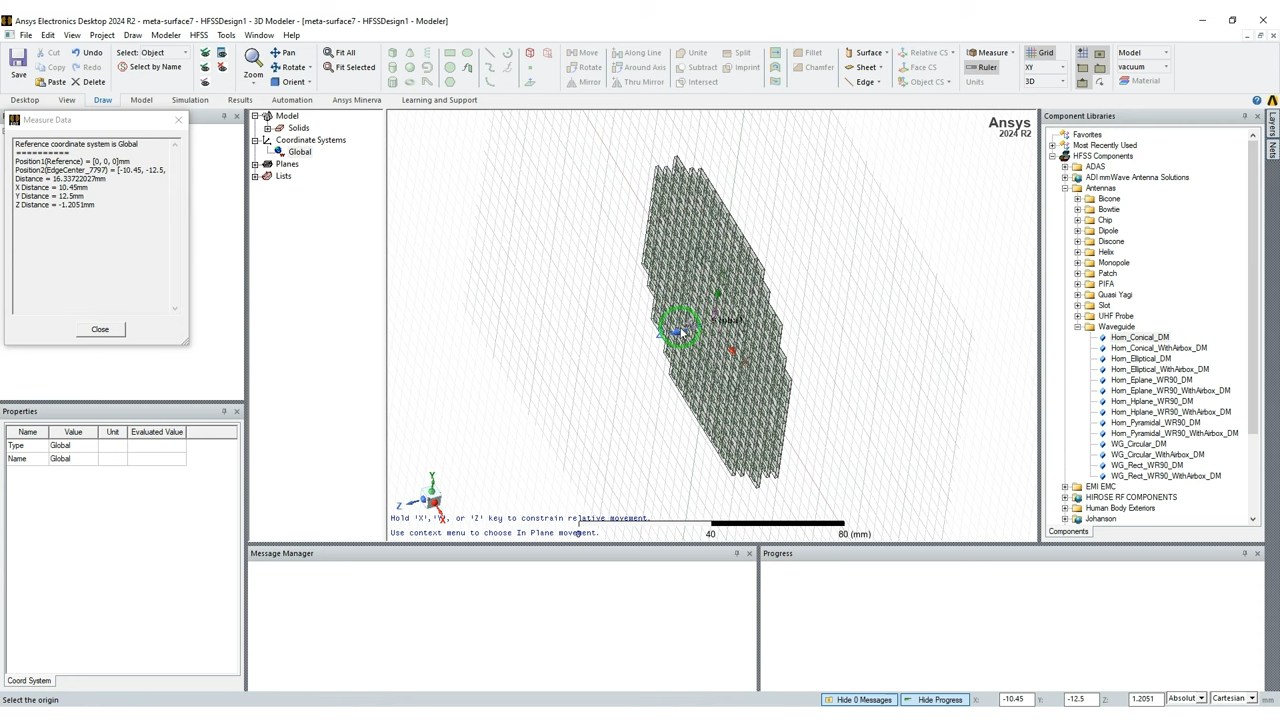 Ansys Electronics Desktop 2024 R2 - meta-surface7 - HFSSDesign1 - 3D Modeler - [meta-surface7 - HFSSDesign1 - Modeler]
File Edit View Project Draw Modeler HFSS Tools Window Help
Save Cut Copy Paste Undo Redo Delete Select: Object Select by Name Zoom Pan Rotate Orient Fit All Fit Selected Move Rotate Mirror Along Line Around Axis Thru Mirror Unite Subtract Intersect Split Imprint Fillet Chamfer Surface Sheet Edge Relative CS Face CS Object CS Measure Ruler Units Grid XY 3D Model vacuum Material
Desktop View Draw Model Simulation Results Automation Ansys Minerva Learning and Support
Measure Data
Reference coordinate system is Global
==========
Position1(Reference) = [0, 0, 0]mm
Position2(EdgeCenter_7797) = [-10.45, -12.5,
Distance = 16.33722027mm
X Distance = 10.45mm
Y Distance = 12.5mm
Z Distance = -1.2051mm
Close
Model
Solids
Coordinate Systems
Global
Planes
Lists
Ansys
2024 R2
Y
Z
X
Hold 'X', 'Y', or 'Z' key to constrain relative movement.
Use context menu to choose In Plane movement.
0 40 80 (mm)
Component Libraries
Favorites
Most Recently Used
HFSS Components
ADAS
ADI mmWave Antenna Solutions
Antennas
Bicone
Bowtie
Chip
Dipole
Discone
Helix
Monopole
Patch
PIFA
Quasi Yagi
Slot
UHF Probe
Waveguide
Horn_Conical_DM
Horn_Conical_WithAirbox_DM
Horn_Elliptical_DM
Horn_Elliptical_WithAirbox_DM
Horn_Eplane_WR90_DM
Horn_Eplane_WR90_WithAirbox_DM
Horn_Hplane_WR90_DM
Horn_Hplane_WR90_WithAirbox_DM
Horn_Pyramidal_WR90_DM
Horn_Pyramidal_WR90_WithAirbox_DM
WG_Circular_DM
WG_Circular_WithAirbox_DM
WG_Rect_WR90_DM
WG_Rect_WR90_WithAirbox_DM
EMI EMC
HIROSE RF COMPONENTS
Human Body Exteriors
Johanson
Components
Layers
Nets
Properties
Name Value Unit Evaluated Value
Type Global
Name Global
Coord System
Message Manager
Progress
Select the origin
Hide 0 Messages Hide Progress X: -10.45 Y: -12.5 Z: 1.2051 Absolut Cartesian mm